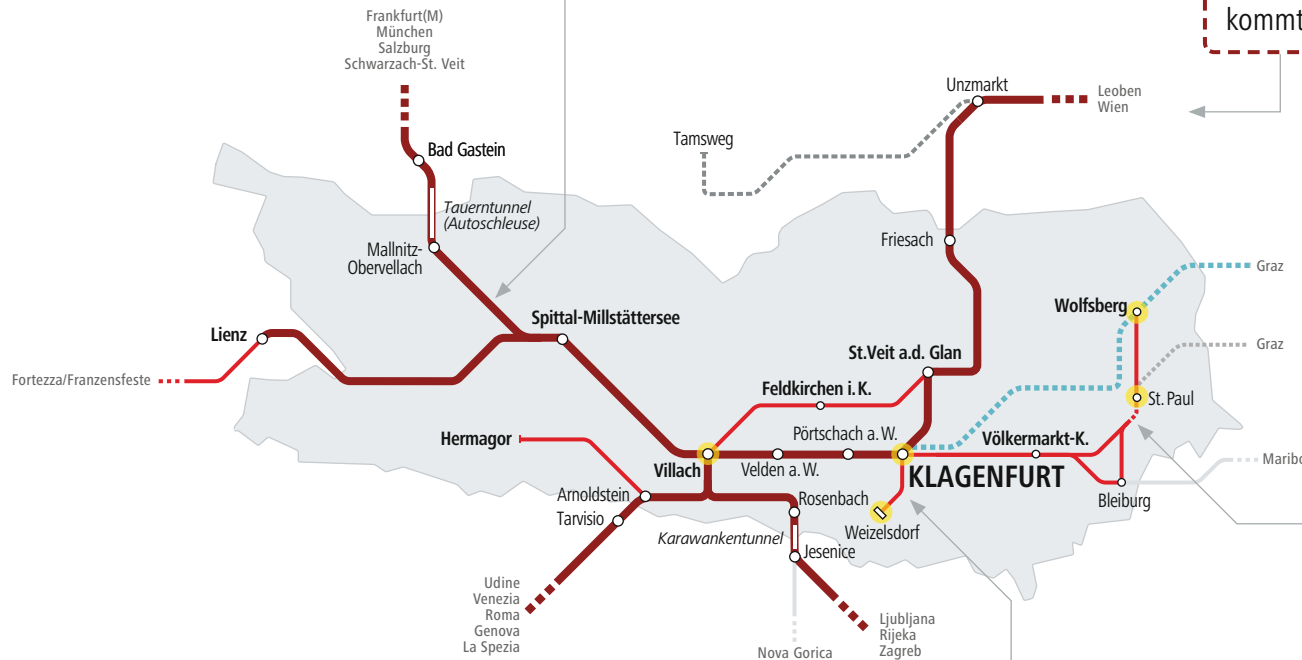 Frankfurt(M)
München
Salzburg
Schwarzach-St. Veit
kommt
Unzmarkt
Leoben
Wien
Tamsweg
Bad Gastein
Tauerntunnel
(Autoschleuse)
Mallnitz-
Obervellach
Friesach
Graz
Wolfsberg
Lienz
Spittal-Millstättersee
St.Veit a.d. Glan
Graz
Fortezza/Franzensfeste
Feldkirchen i. K.
St. Paul
Hermagor
Pörtschach a. W.
Völkermarkt-K.
Villach
Velden a. W.
KLAGENFURT
Maribo
Arnoldstein
Rosenbach
Bleiburg
Tarvisio
Weizelsdorf
Karawankentunnel
Jesenice
Udine
Venezia
Roma
Genova
La Spezia
Ljubljana
Rijeka
Zagreb
Nova Gorica